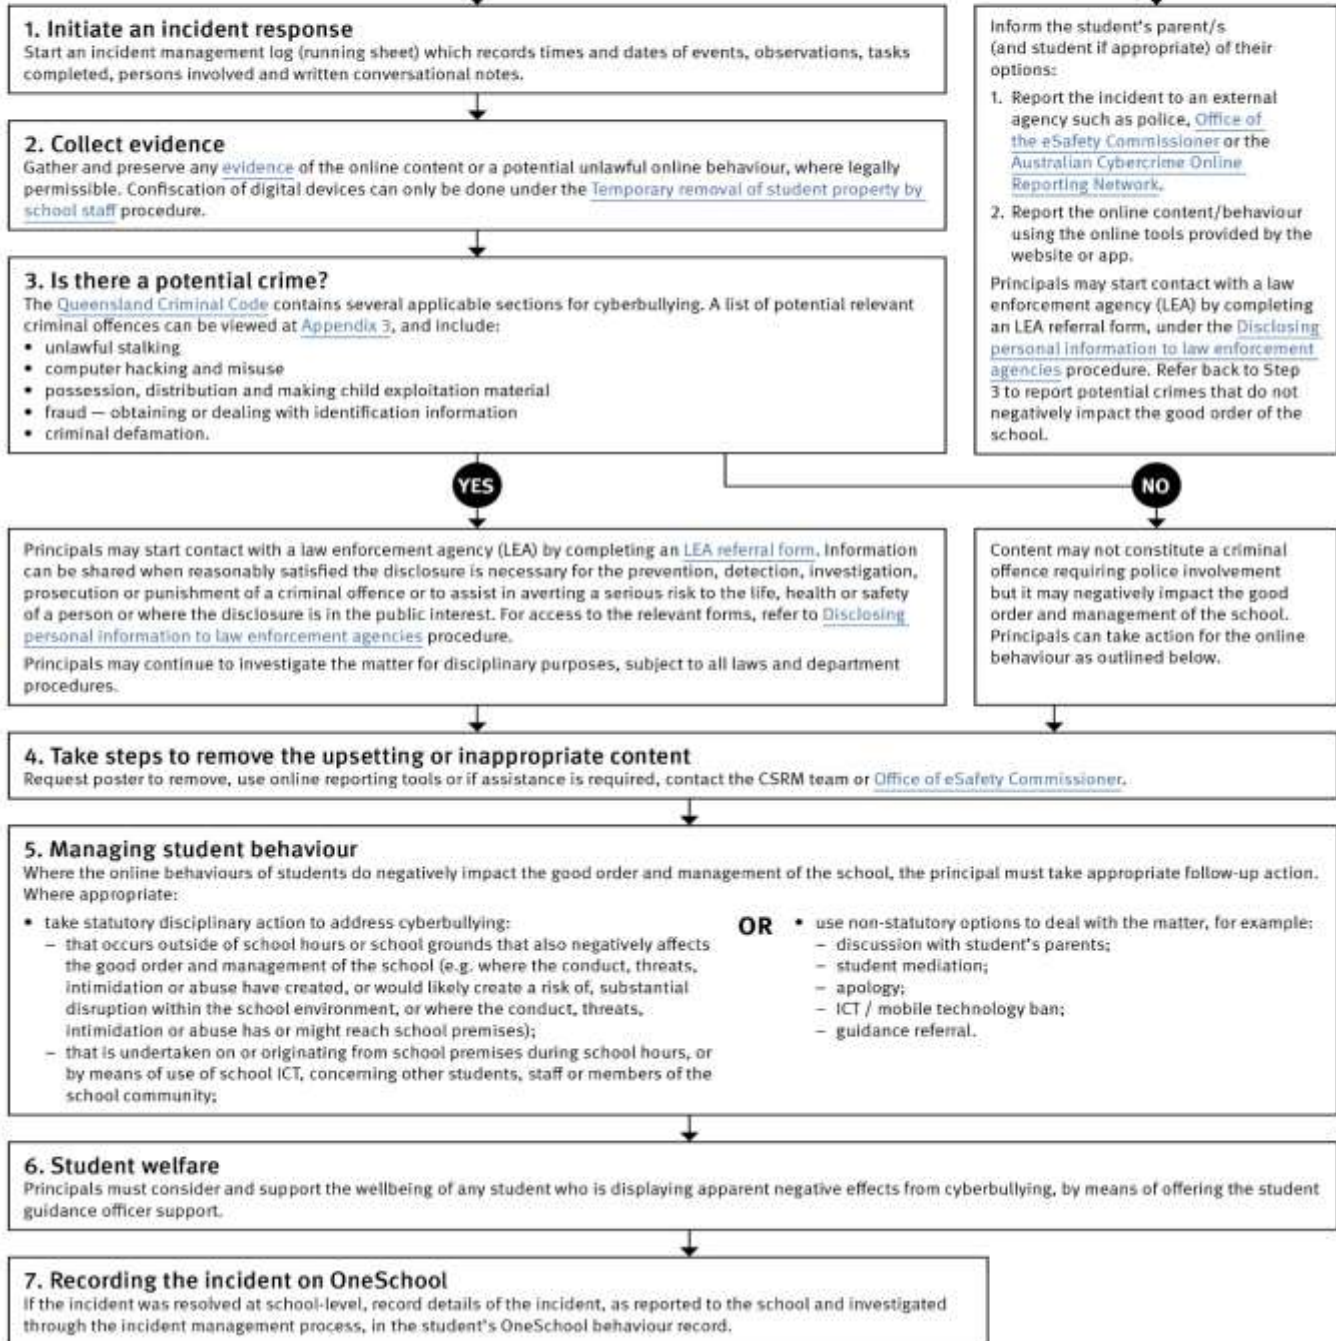 1. Initiate an incident response
Start an incident management log (running sheet) which records times and dates of events, observations, tasks
completed, persons involved and written conversational notes.
2. Collect evidence
Gather and preserve any evidence of the online content or a potential unlawful online behaviour, where legally
permissible. Confiscation of digital devices can only be done under the Temporary removal of student property by
school staff procedure.
3. Is there a potential crime?
The Queensland Criminal Code contains several applicable sections for cyberbullying. A list of potential relevant
criminal offences can be viewed at Appendix 3, and include:
• unlawful stalking
• computer hacking and misuse
• possession, distribution and making child exploitation material
• fraud — obtaining or dealing with identification information
• criminal defamation.
Inform the student's parent/s
(and student if appropriate) of their
options:
1. Report the incident to an external
agency such as police, Office of
the eSafety Commissioner or the
Australian Cybercrime Online
Reporting Network.
2. Report the online content/behaviour
using the online tools provided by the
website or app.
Principals may start contact with a law
enforcement agency (LEA) by completing
an LEA referral form, under the Disclosing
personal information to law enforcement
agencies procedure. Refer back to Step
3 to report potential crimes that do not
negatively impact the good order of the
school.
YES
NO
Principals may start contact with a law enforcement agency (LEA) by completing an LEA referral form. Information
can be shared when reasonably satisfied the disclosure is necessary for the prevention, detection, investigation,
prosecution or punishment of a criminal offence or to assist in averting a serious risk to the life, health or safety
of a person or where the disclosure is in the public interest. For access to the relevant forms, refer to Disclosing
personal information to law enforcement agencies procedure.
Principals may continue to investigate the matter for disciplinary purposes, subject to all laws and department
procedures.
Content may not constitute a criminal
offence requiring police involvement
but it may negatively impact the good
order and management of the school.
Principals can take action for the online
behaviour as outlined below.
4. Take steps to remove the upsetting or inappropriate content
Request poster to remove, use online reporting tools or if assistance is required, contact the CSRM team or Office of eSafety Commissioner.
5. Managing student behaviour
Where the online behaviours of students do negatively impact the good order and management of the school, the principal must take appropriate follow-up action.
Where appropriate:
• take statutory disciplinary action to address cyberbullying:
– that occurs outside of school hours or school grounds that also negatively affects
the good order and management of the school (e.g. where the conduct, threats,
intimidation or abuse have created, or would likely create a risk of, substantial
disruption within the school environment, or where the conduct, threats,
intimidation or abuse has or might reach school premises);
– that is undertaken on or originating from school premises during school hours, or
by means of use of school ICT, concerning other students, staff or members of the
school community;
OR
• use non-statutory options to deal with the matter, for example:
– discussion with student's parents;
– student mediation;
– apology;
– ICT / mobile technology ban;
– guidance referral.
6. Student welfare
Principals must consider and support the wellbeing of any student who is displaying apparent negative effects from cyberbullying, by means of offering the student
guidance officer support.
7. Recording the incident on OneSchool
If the incident was resolved at school-level, record details of the incident, as reported to the school and investigated
through the incident management process, in the student's OneSchool behaviour record.